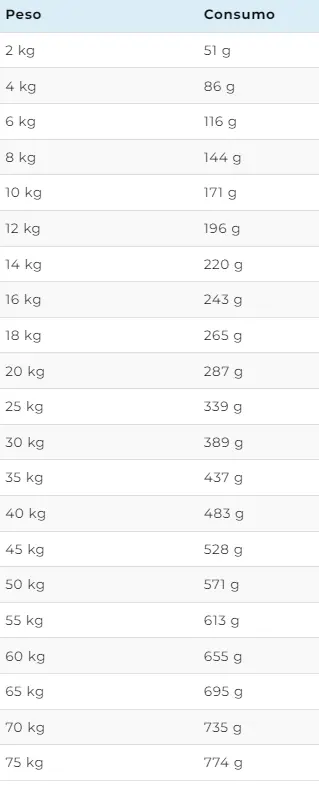 Peso Consumo
2 kg 51 g
4 kg 86 g
6 kg 116 g
8 kg 144 g
10 kg 171 g
12 kg 196 g
14 kg 220 g
16 kg 243 g
18 kg 265 g
20 kg 287 g
25 kg 339 g
30 kg 389 g
35 kg 437 g
40 kg 483 g
45 kg 528 g
50 kg 571 g
55 kg 613 g
60 kg 655 g
65 kg 695 g
70 kg 735 g
75 kg 774 g